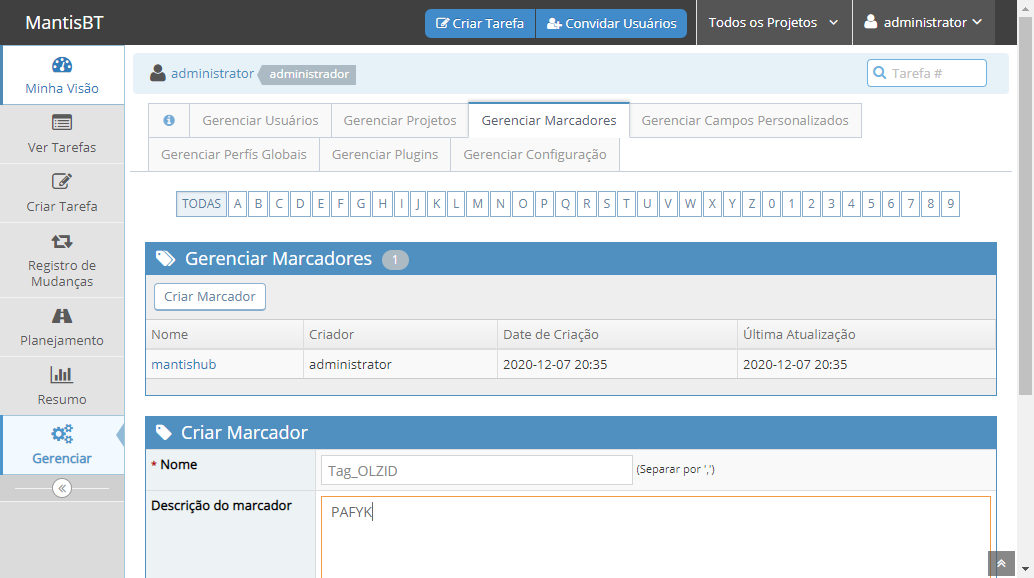 MantisBT
Criar Tarefa
Convidar Usuários
Todos os Projetos
administrator
Minha Visão
Ver Tarefas
Criar Tarefa
Registro de
Mudanças
Planejamento
Resumo
Gerenciar
administrator administrador
Tarefa #
Gerenciar Usuários Gerenciar Projetos Gerenciar Marcadores Gerenciar Campos Personalizados
Gerenciar Perfís Globais Gerenciar Plugins Gerenciar Configuração
TODAS A B C D E F G H I J K L M N O P Q R S T U V W X Y Z 0 1 2 3 4 5 6 7 8 9
Gerenciar Marcadores 1
Criar Marcador
Nome Criador Date de Criação Última Atualização
mantishub administrator 2020-12-07 20:35 2020-12-07 20:35
Criar Marcador
* Nome Tag_OLZID (Separar por ',')
Descrição do marcador PAFYK